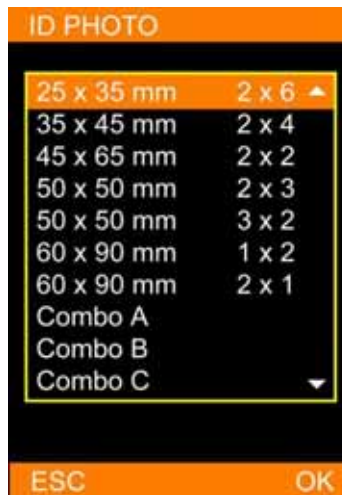 ID PHOTO
25 x 35 mm 2 x 6
35 x 45 mm 2 x 4
45 x 65 mm 2 x 2
50 x 50 mm 2 x 3
50 x 50 mm 3 x 2
60 x 90 mm 1 x 2
60 x 90 mm 2 x 1
Combo A
Combo B
Combo C
ESC OK